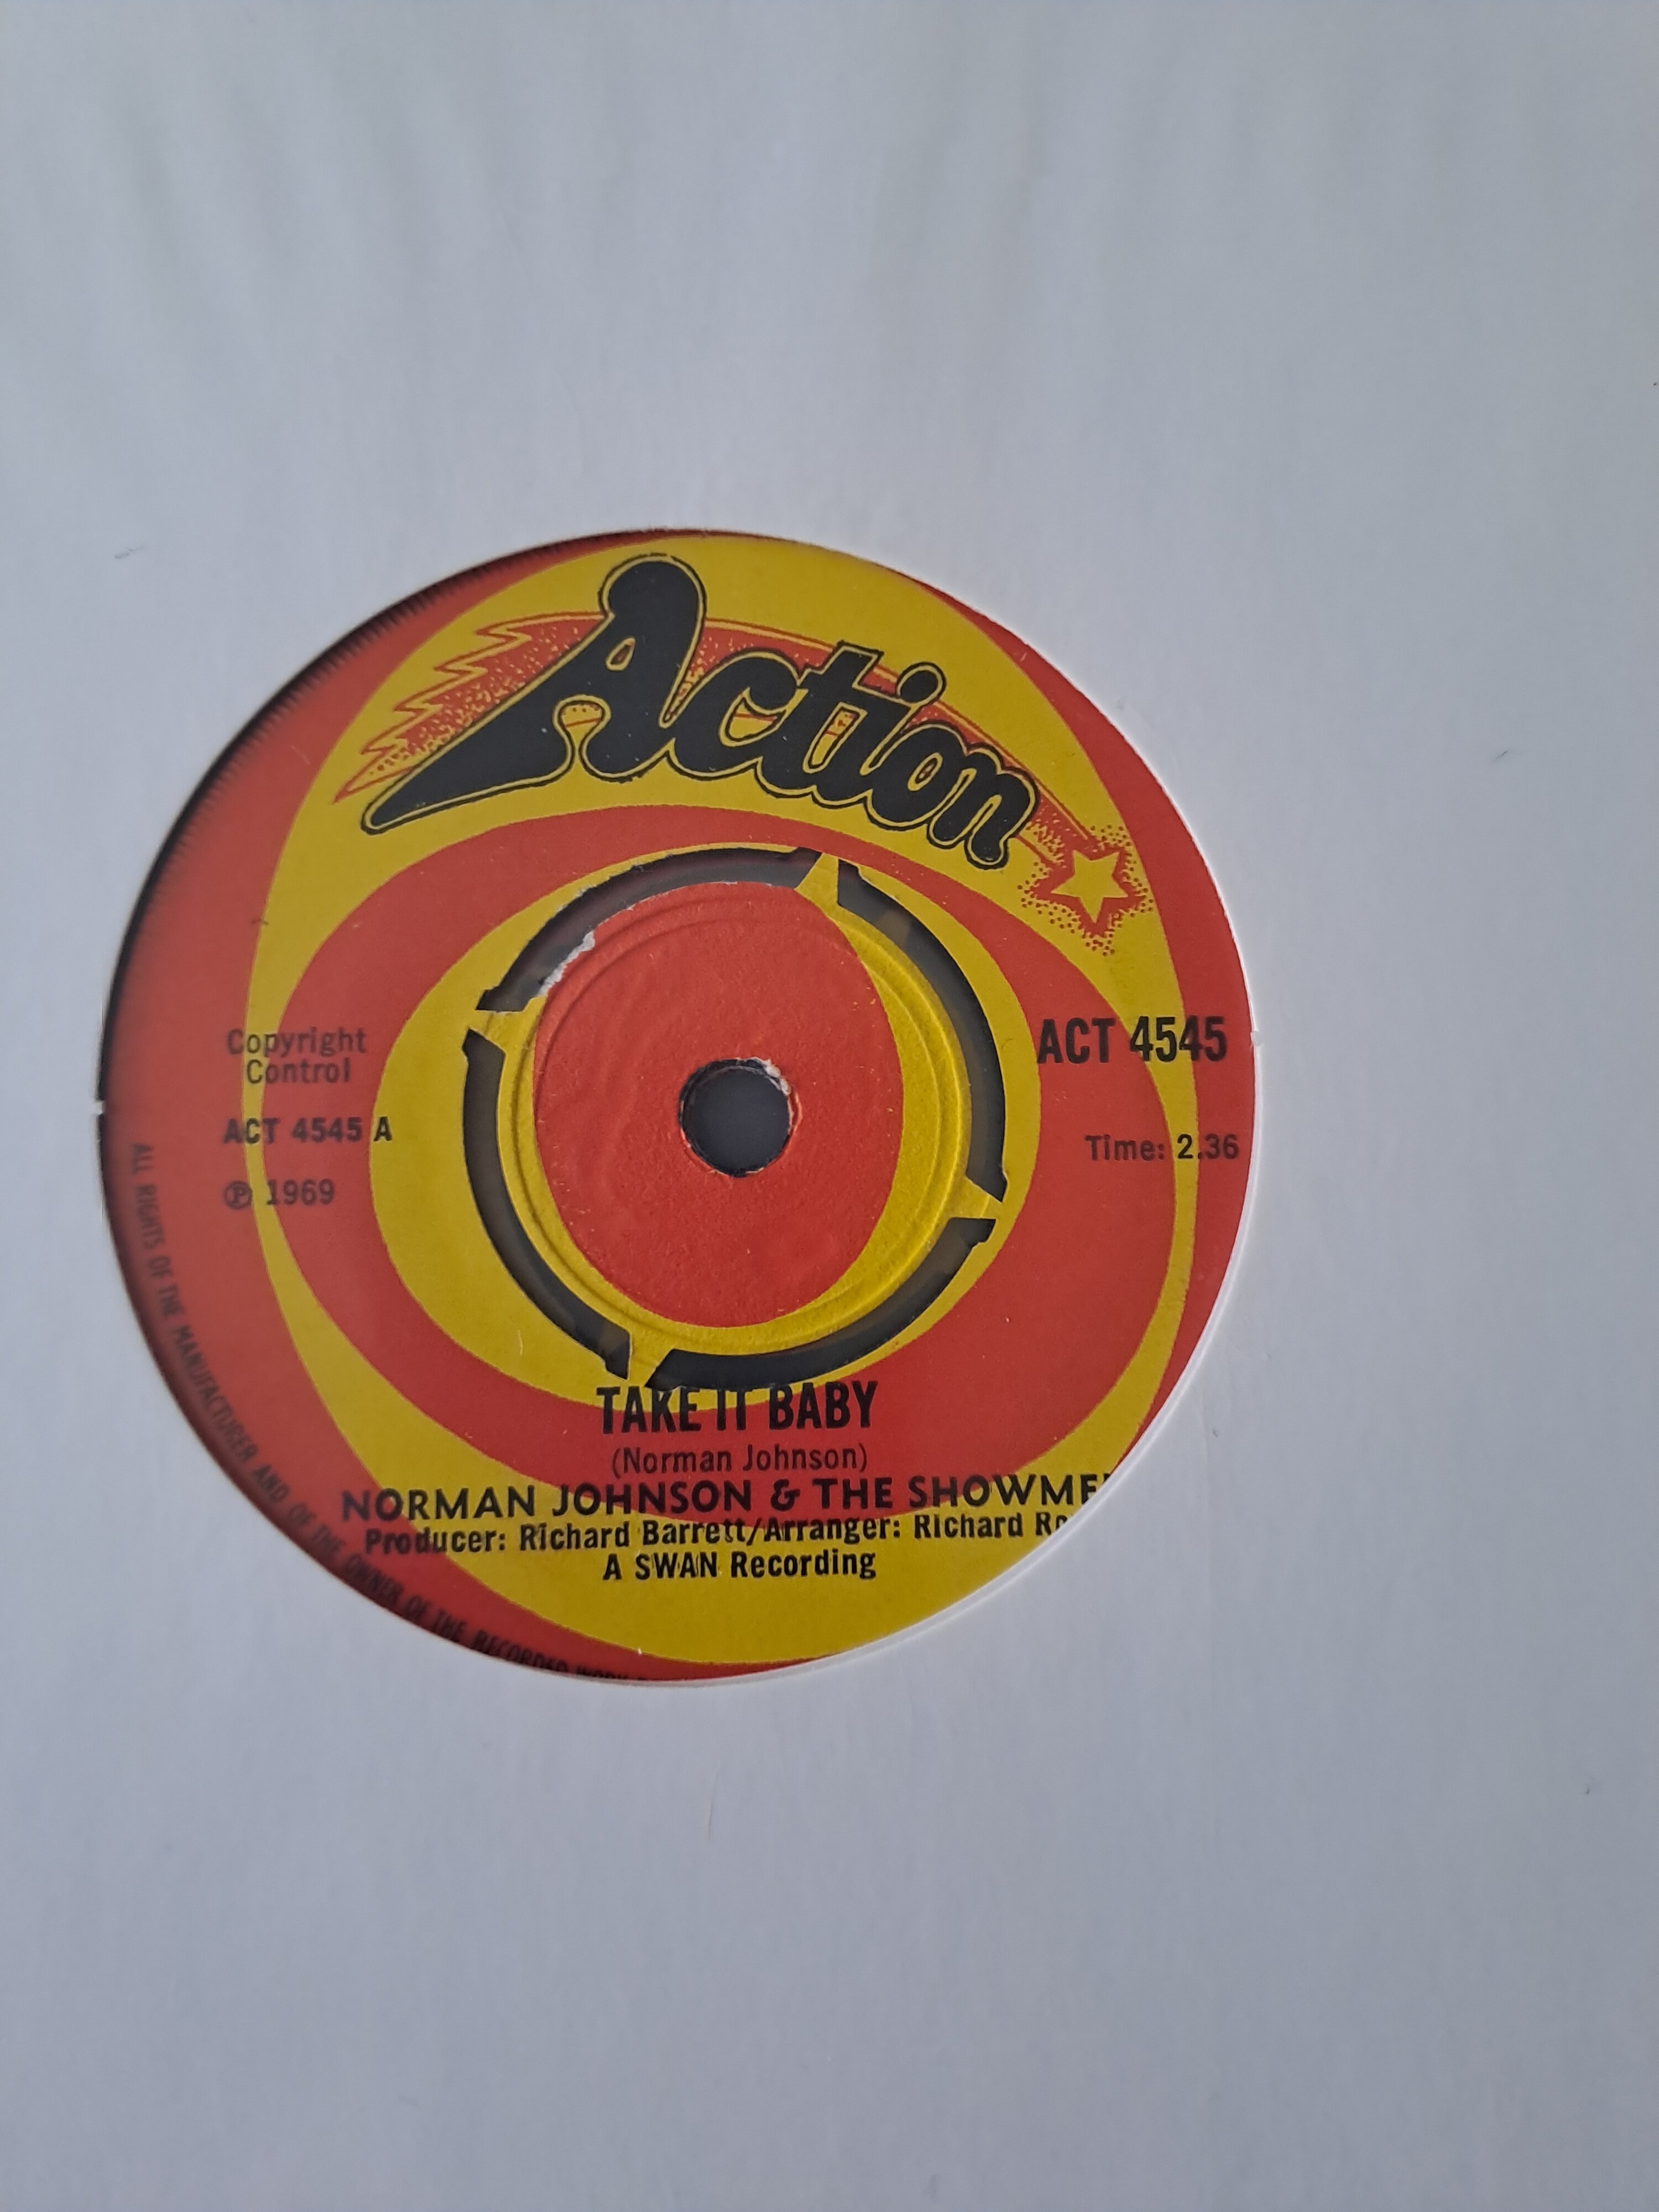 Action
Copyright
Control
ACT 4545
ACT 4545 A
Time: 2.36
℗ 1969
TAKE IT BABY
(Norman Johnson)
NORMAN JOHNSON & THE SHOWME
Producer: Richard Barrett/Arranger: Richard
A SWAN Recording
ALL RIGHTS OF THE MANUFACTURER AND OF THE OWNER OF THE RECORDED WORK